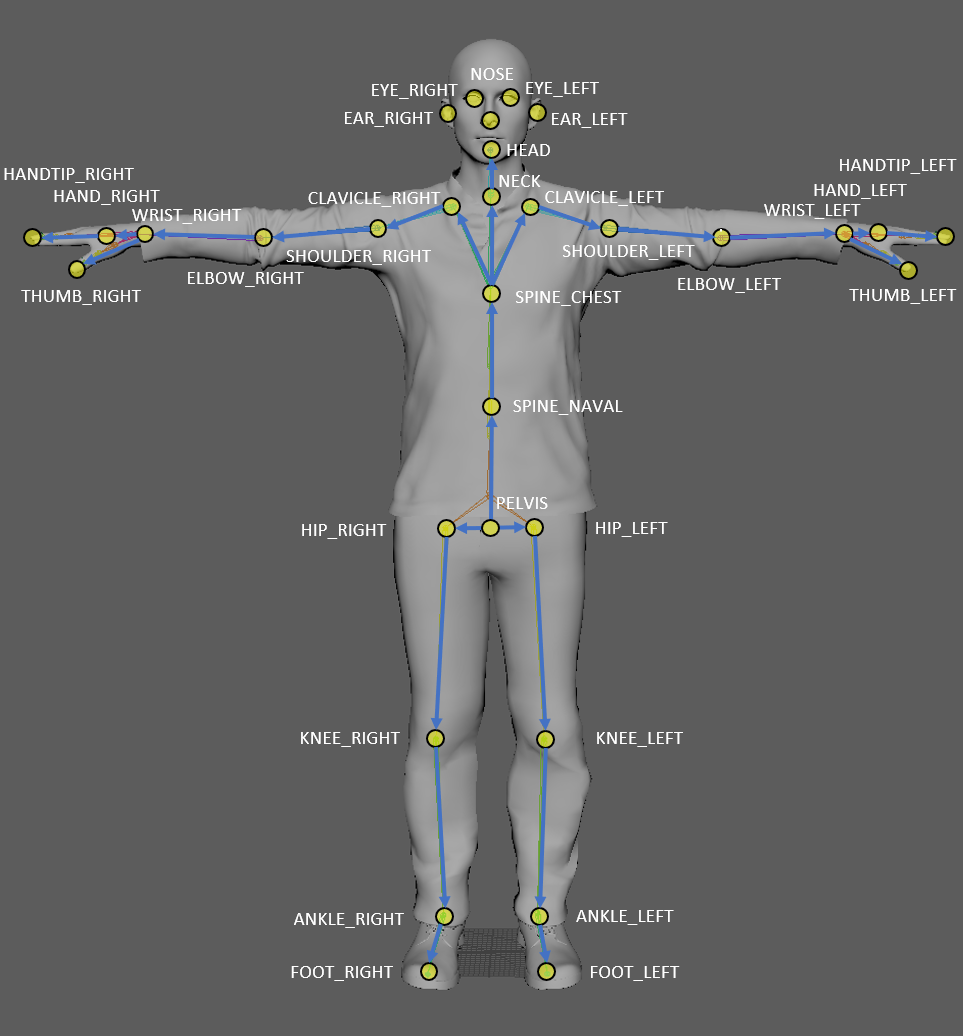 NOSE
EYE_RIGHT
EYE_LEFT
EAR_RIGHT
EAR_LEFT
HEAD
HANDTIP_RIGHT
HANDTIP_LEFT
NECK
HAND_RIGHT
HAND_LEFT
CLAVICLE_RIGHT
CLAVICLE_LEFT
WRIST_RIGHT
WRIST_LEFT
SHOULDER_RIGHT
SHOULDER_LEFT
ELBOW_RIGHT
ELBOW_LEFT
THUMB_RIGHT
SPINE_CHEST
THUMB_LEFT
SPINE_NAVAL
PELVIS
HIP_RIGHT
HIP_LEFT
KNEE_RIGHT
KNEE_LEFT
ANKLE_RIGHT
ANKLE_LEFT
FOOT_RIGHT
FOOT_LEFT